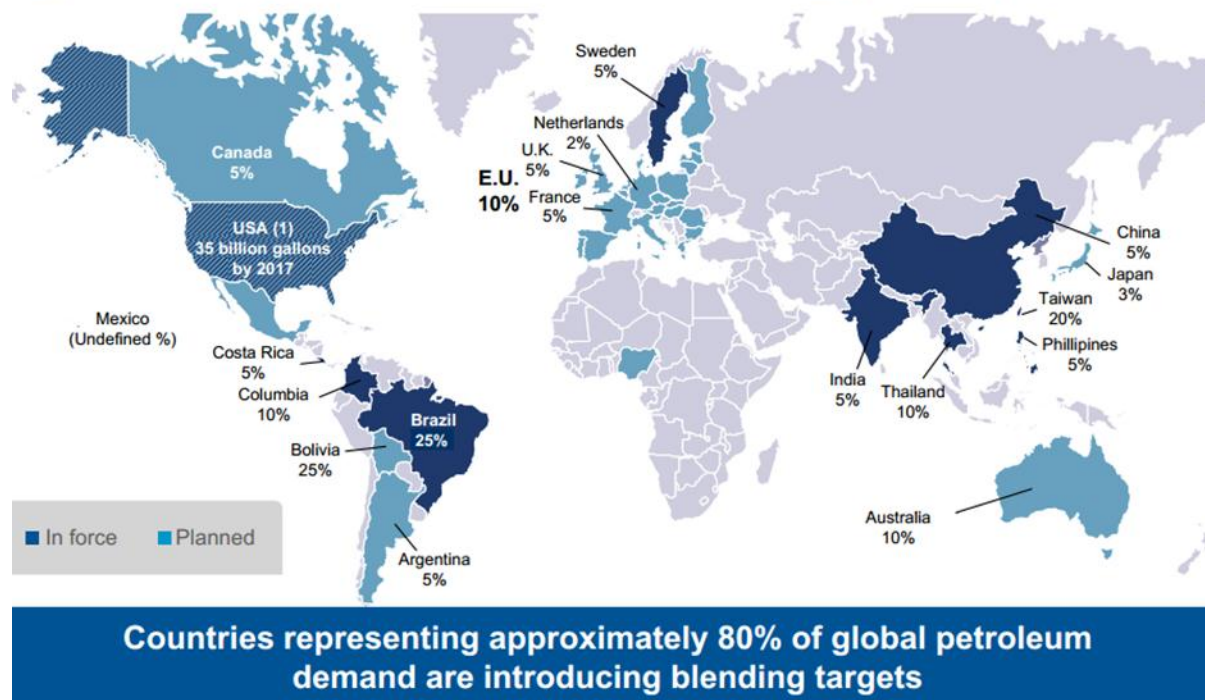 Sweden
5%
Netherlands
2%
U.K.
5%
E.U.
10%
France
5%
Canada
5%
USA (1)
35 billion gallons
by 2017
China
5%
Japan
3%
Taiwan
20%
Phillipines
5%
Mexico
(Undefined %)
Costa Rica
5%
Columbia
10%
India
5%
Thailand
10%
Brazil
25%
Bolivia
25%
Australia
10%
Argentina
5%
In force
Planned
Countries representing approximately 80% of global petroleum
demand are introducing blending targets